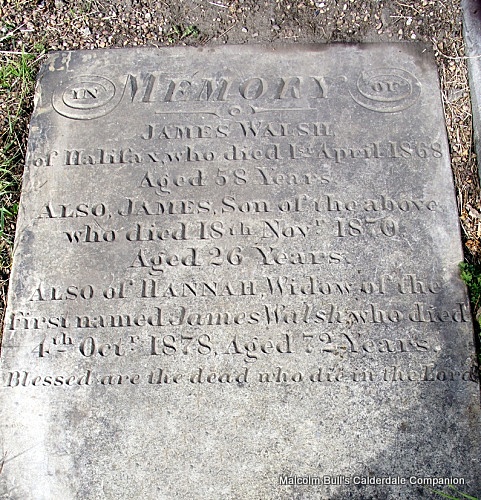 IN MEMORY OF
JAMES WALSH
of Halifax, who died 1st April 1868
Aged 58 Years.
ALSO, JAMES, Son of the above
who died 18th Novr 1870.
Aged 26 Years.
ALSO of HANNAH, Widow of the
first named James Walsh, who died
4th Octr 1878, Aged 72 Years.
Blessed are the dead who die in the Lord
Malcolm Bull's Calderdale Companion